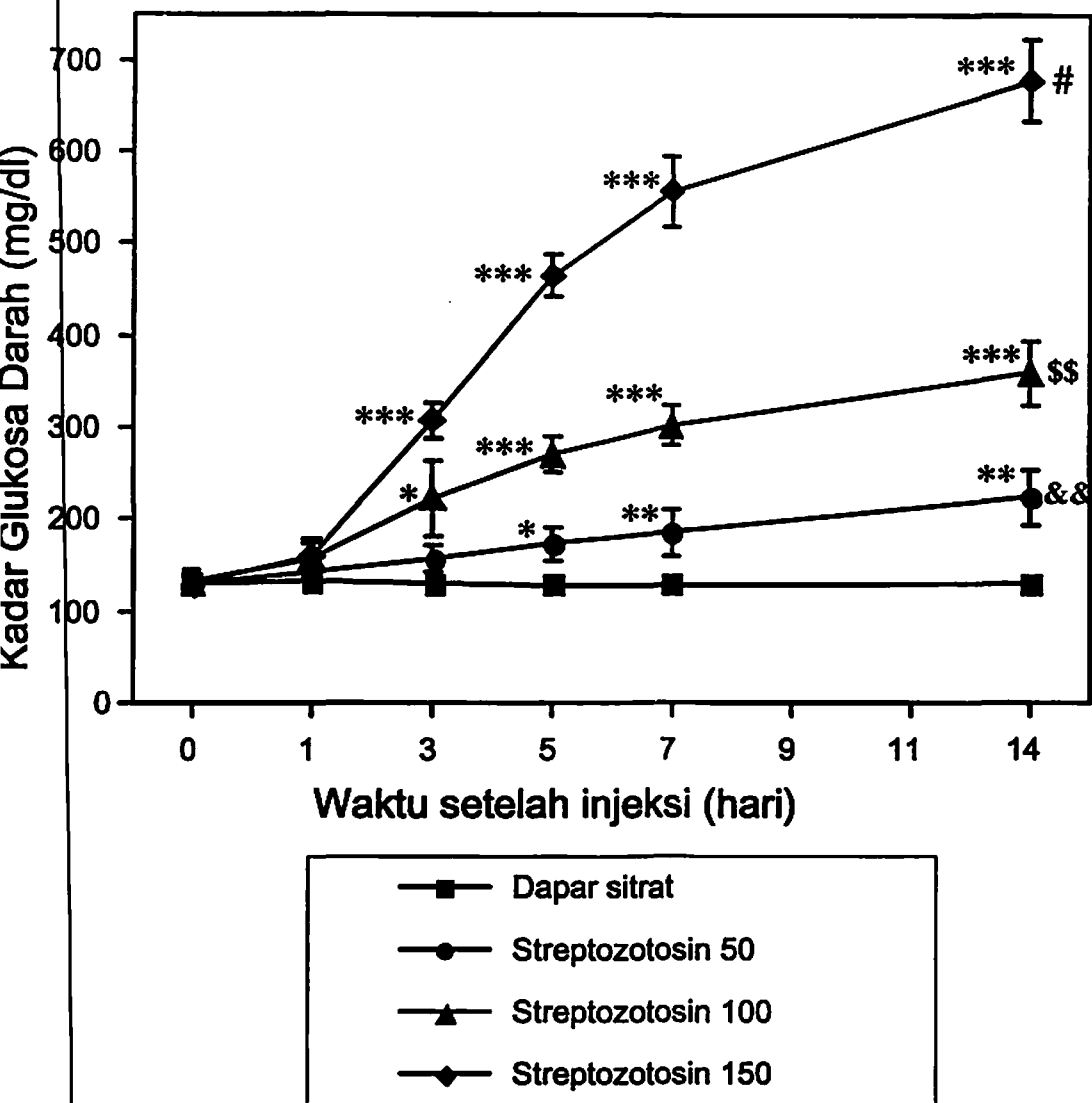 Kadar Glukosa Darah (mg/dl)
700
600
500
400
300
200
100
0
*** #
***
***
*** $$
***
***
***
*
** &&
**
*
0 1 3 5 7 9 11 14
Waktu setelah injeksi (hari)
Dapar sitrat
Streptozotosin 50
Streptozotosin 100
Streptozotosin 150